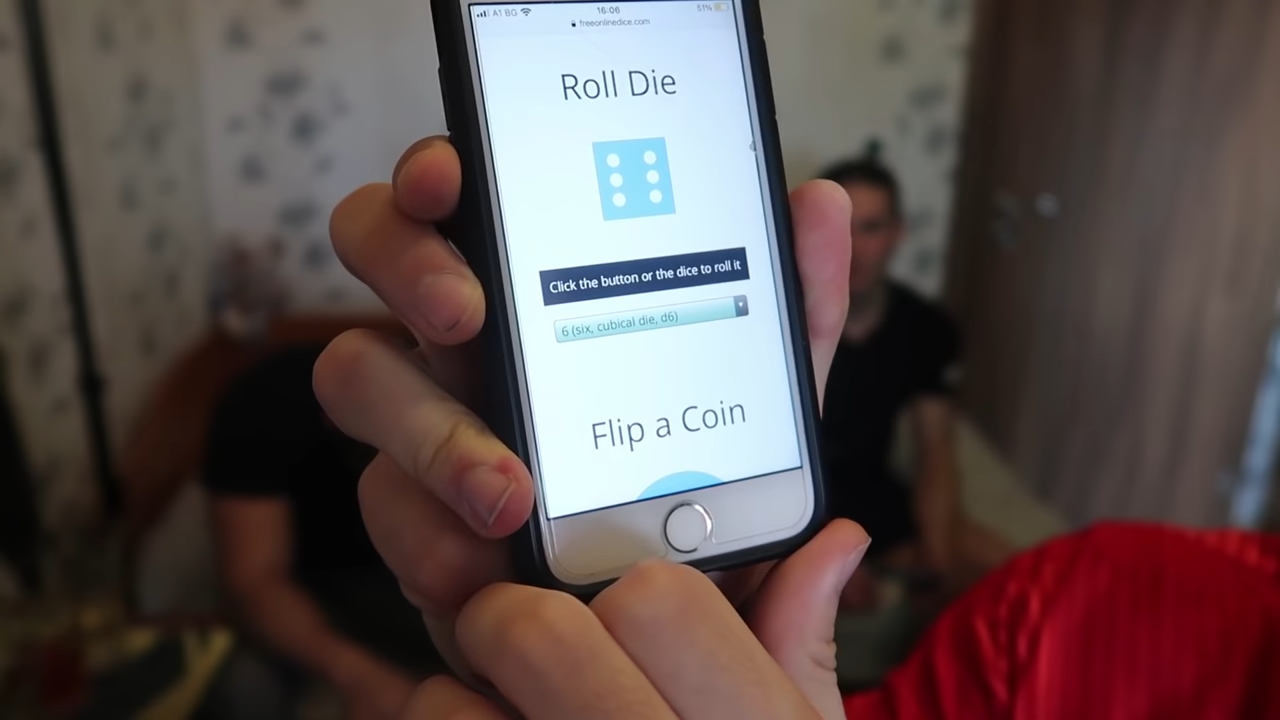 A1 BG 16:06 51%
freeonlinedice.com
Roll Die
Click the button or the dice to roll it
6 (six, cubical die, d6)
Flip a Coin